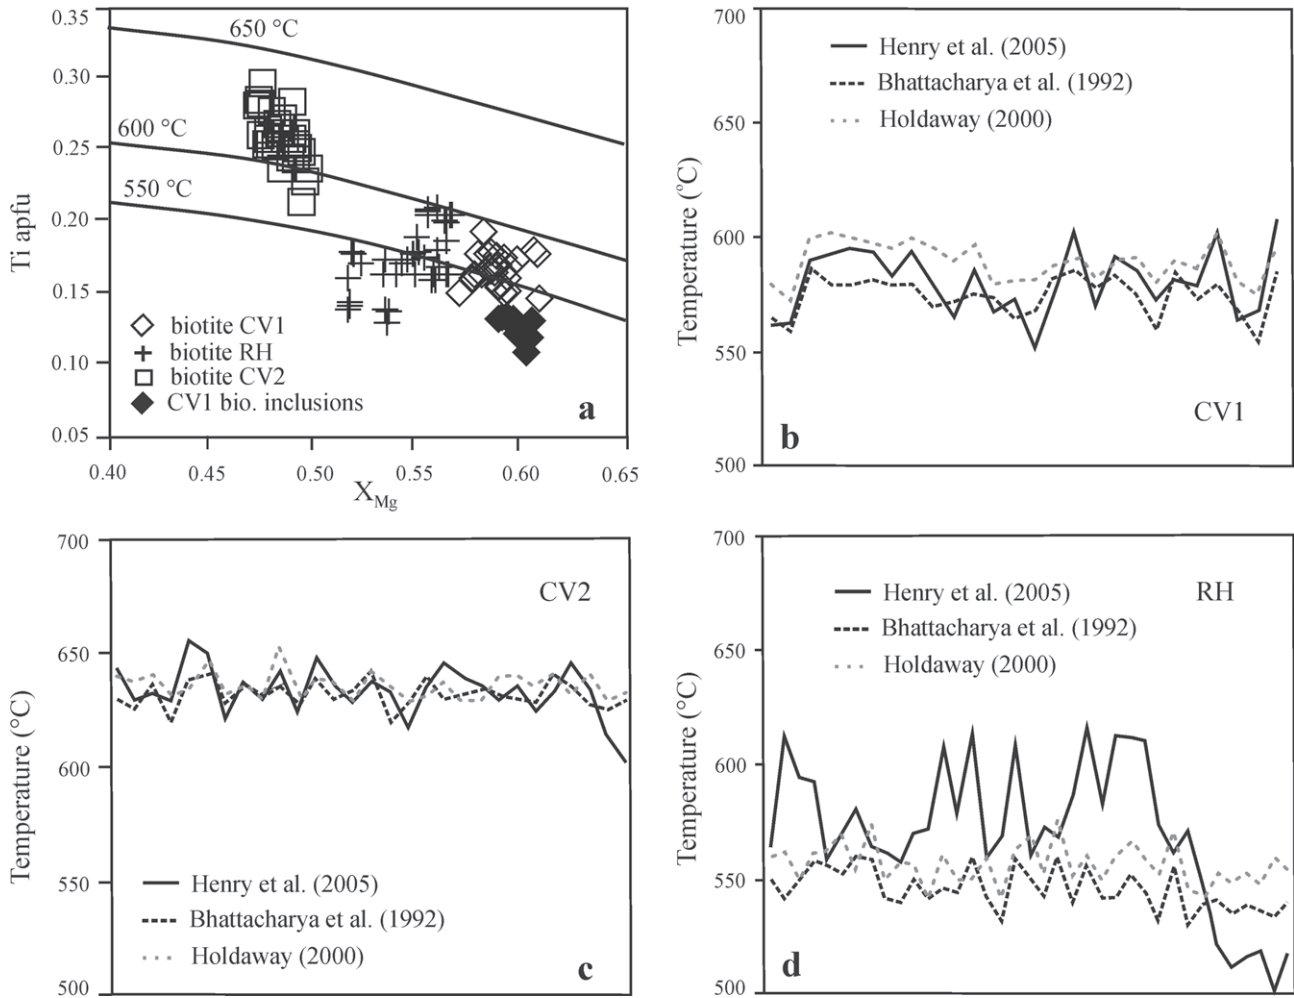 0.35
0.30
0.25
0.20
0.15
0.10
0.05
Ti apfu
650 °C
600 °C
550 °C
biotite CV1
biotite RH
biotite CV2
CV1 bio. inclusions
a
0.40
0.45
0.50
0.55
0.60
0.65
XMg
700
650
600
550
500
Temperature (°C)
Henry et al. (2005)
Bhattacharya et al. (1992)
Holdaway (2000)
CV1
b
700
650
600
550
500
Temperature (°C)
CV2
Henry et al. (2005)
Bhattacharya et al. (1992)
Holdaway (2000)
c
700
650
600
550
500
Temperature (°C)
Henry et al. (2005)
RH
Bhattacharya et al. (1992)
Holdaway (2000)
d